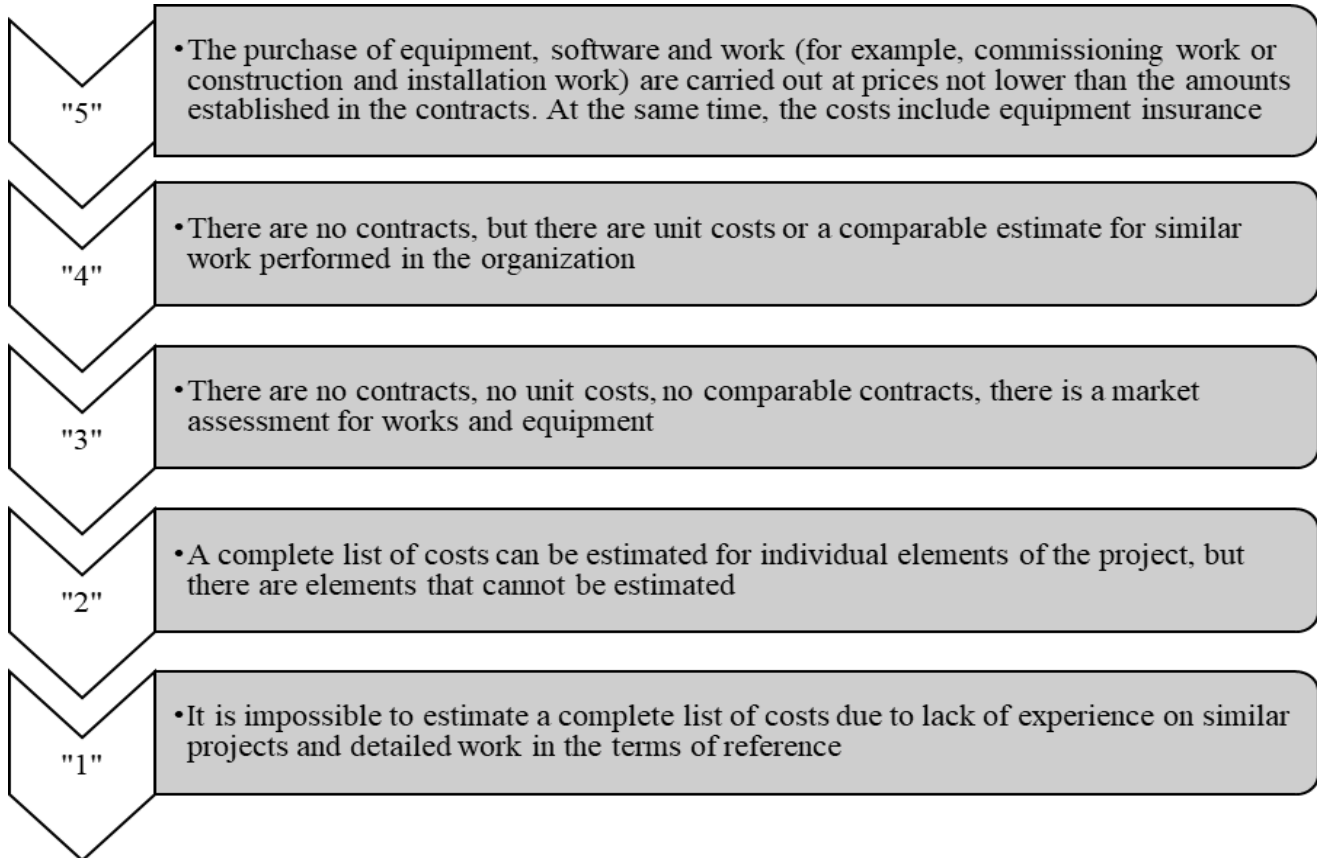 "5"
•The purchase of equipment, software and work (for example, commissioning work or
construction and installation work) are carried out at prices not lower than the amounts
established in the contracts. At the same time, the costs include equipment insurance
"4"
•There are no contracts, but there are unit costs or a comparable estimate for similar
work performed in the organization
"3"
•There are no contracts, no unit costs, no comparable contracts, there is a market
assessment for works and equipment
"2"
•A complete list of costs can be estimated for individual elements of the project, but
there are elements that cannot be estimated
"1"
•It is impossible to estimate a complete list of costs due to lack of experience on similar
projects and detailed work in the terms of reference